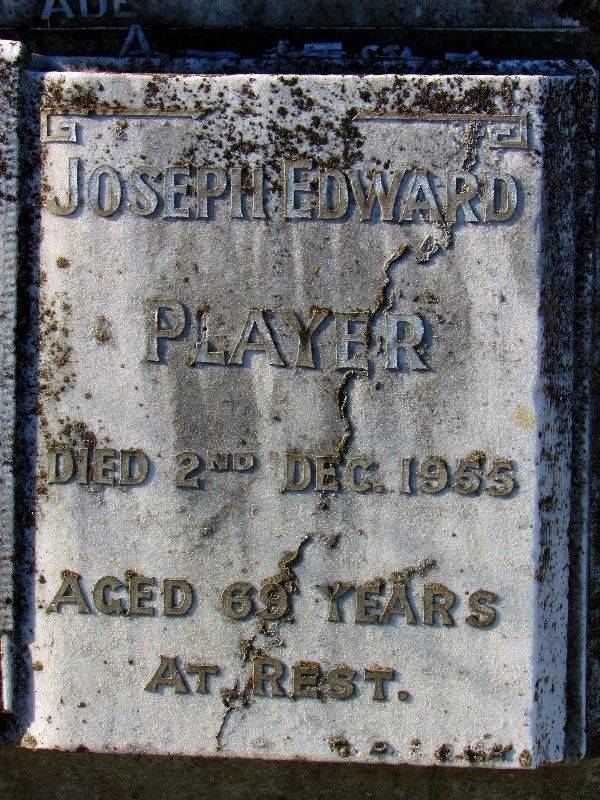 JOSEPH EDWARD
PLAYER
DIED 2ND DEC. 1955
AGED 69 YEARS
AT REST.